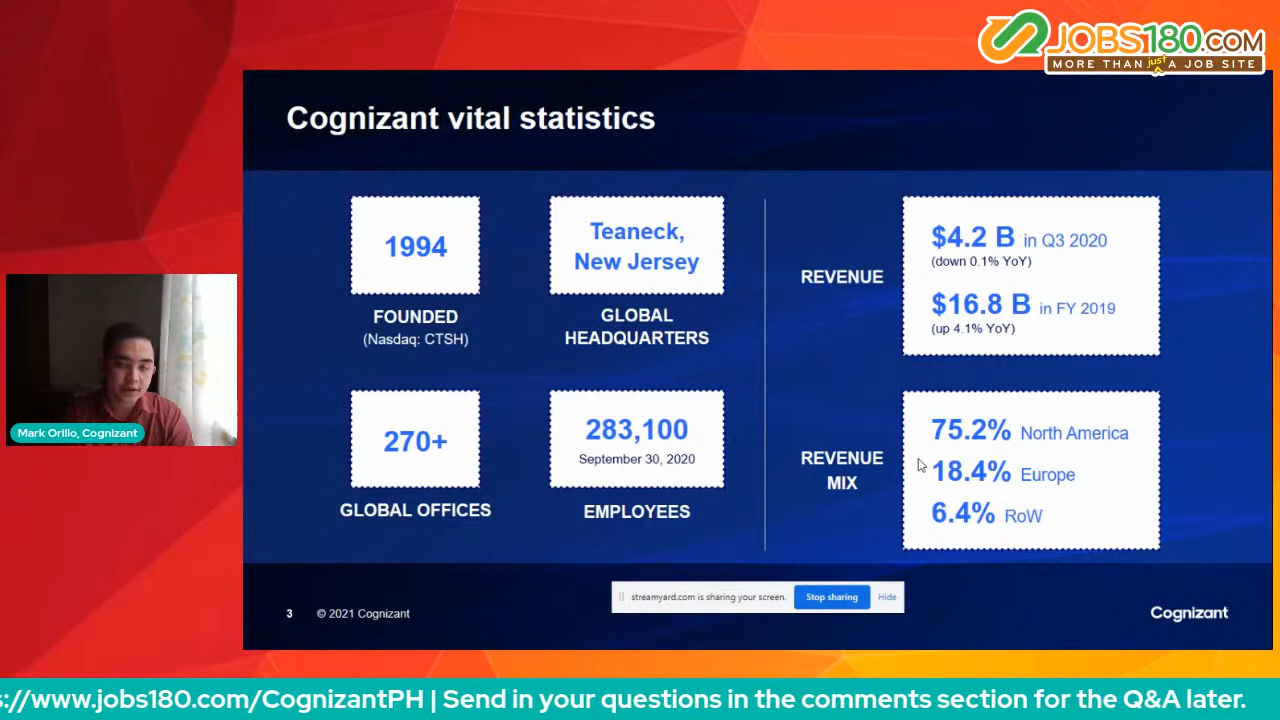 JOBS180.COM
MORE THAN just A JOB SITE
Cognizant vital statistics
1994
FOUNDED
(Nasdaq: CTSH)
Teaneck,
New Jersey
GLOBAL
HEADQUARTERS
REVENUE
$4.2 B in Q3 2020
(down 0.1% YoY)
$16.8 B in FY 2019
(up 4.1% YoY)
270+
GLOBAL OFFICES
283,100
September 30, 2020
EMPLOYEES
REVENUE
MIX
75.2% North America
18.4% Europe
6.4% RoW
Mark Orillo, Cognizant
streamyard.com is sharing your screen.
Stop sharing
Hide
3
© 2021 Cognizant
Cognizant
s://www.jobs180.com/CognizantPH | Send in your questions in the comments section for the Q&A later.